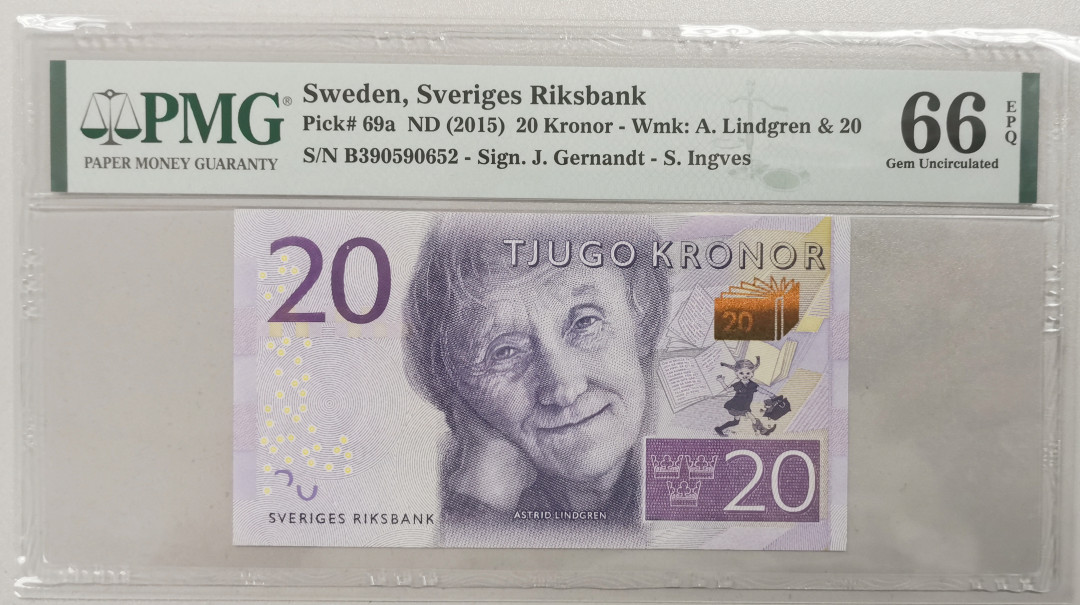 PMG®
PAPER MONEY GUARANTY
Sweden, Sveriges Riksbank
Pick# 69a ND (2015) 20 Kronor - Wmk: A. Lindgren & 20
S/N B390590652 - Sign. J. Gernandt - S. Ingves
66
EPQ
Gem Uncirculated
20
TJUGO KRONOR
20
20
SVERIGES RIKSBANK
ASTRID LINDGREN